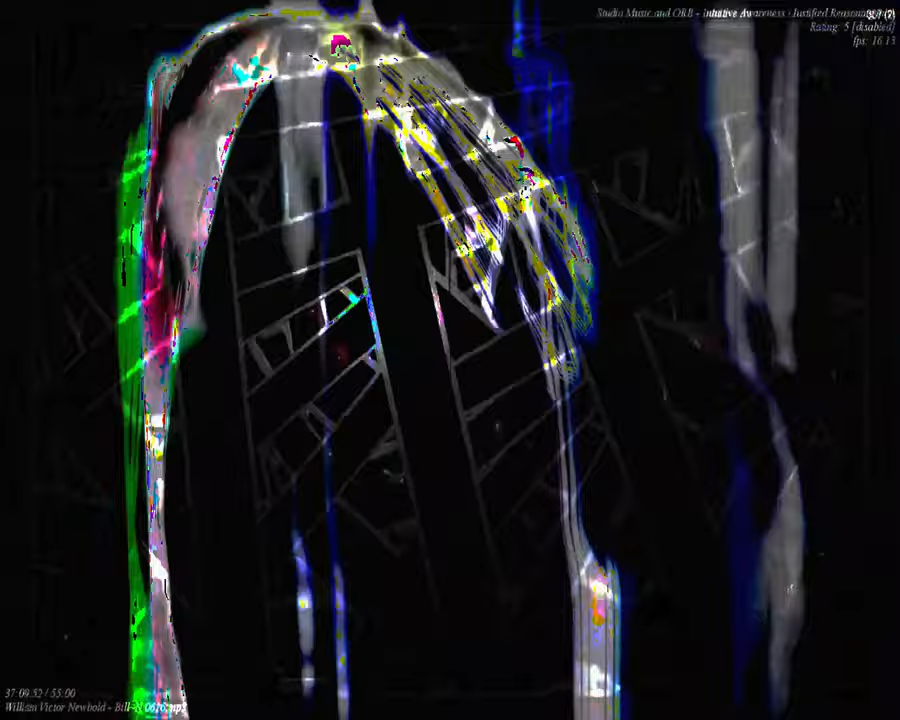 Studio Music and ORB - Intuitive Awareness - Justified
Rating: 5 [disabled]
fps: 16.13
37:09.52 / 55:00
William Victor Newbold - Bill-N